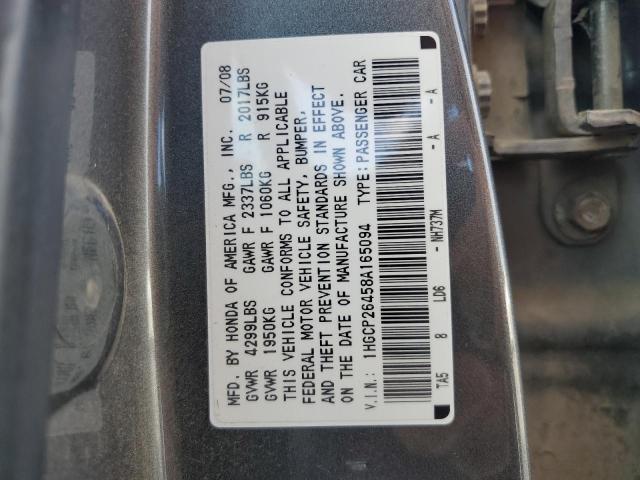 MFD. BY HONDA OF AMERICA MFG., INC. 07/08
GVWR 4299LBS GAWR F 2337LBS R 2017LBS
GVWR 1950KG GAWR F 1060KG R 915KG
THIS VEHICLE CONFORMS TO ALL APPLICABLE
FEDERAL MOTOR VEHICLE SAFETY, BUMPER,
AND THEFT PREVENTION STANDARDS IN EFFECT
ON THE DATE OF MANUFACTURE SHOWN ABOVE.
V.I.N.: 1HGCP26458A165094 TYPE: PASSENGER CAR
TA5 8 LD6 - NH737M -A -A